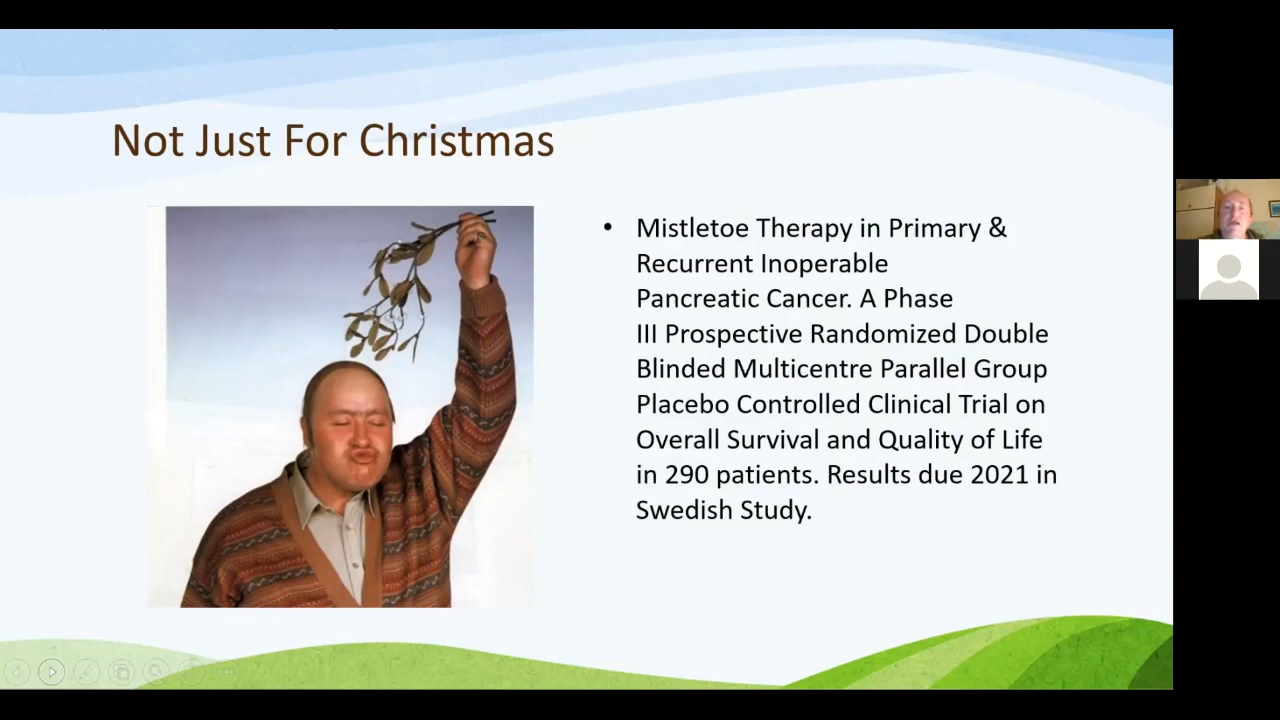 Not Just For Christmas
• Mistletoe Therapy in Primary &
Recurrent Inoperable
Pancreatic Cancer. A Phase
III Prospective Randomized Double
Blinded Multicentre Parallel Group
Placebo Controlled Clinical Trial on
Overall Survival and Quality of Life
in 290 patients. Results due 2021 in
Swedish Study.